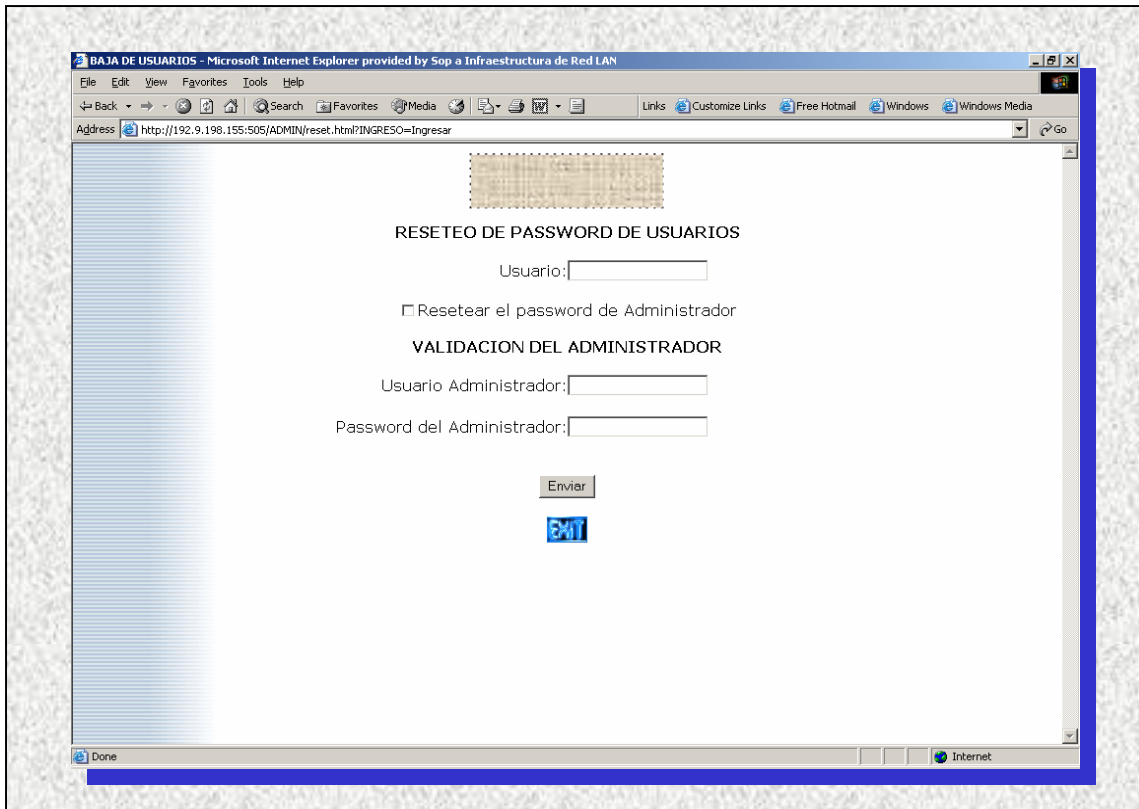 BAJA DE USUARIOS - Microsoft Internet Explorer provided by Sop a Infraestructura de Red LAN
File Edit View Favorites Tools Help
Back Search Favorites Media Links Customize Links Free Hotmail Windows Windows Media
Address http://192.9.198.155:505/ADMIN/reset.html?INGRESO=Ingresar Go
RESETEO DE PASSWORD DE USUARIOS
Usuario:
Resetear el password de Administrador
VALIDACION DEL ADMINISTRADOR
Usuario Administrador:
Password del Administrador:
Enviar
EXIT
Done Internet